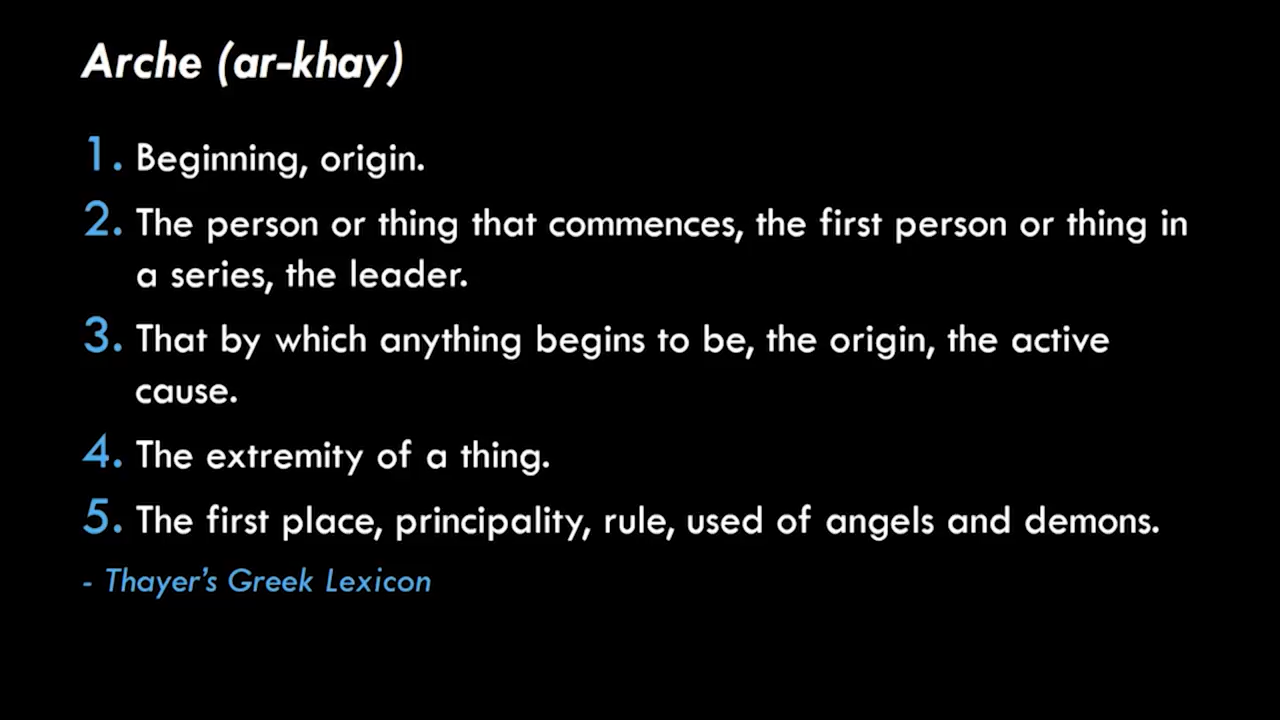 Arche (ar-khay)
1. Beginning, origin.
2. The person or thing that commences, the first person or thing in
a series, the leader.
3. That by which anything begins to be, the origin, the active
cause.
4. The extremity of a thing.
5. The first place, principality, rule, used of angels and demons.
- Thayer’s Greek Lexicon